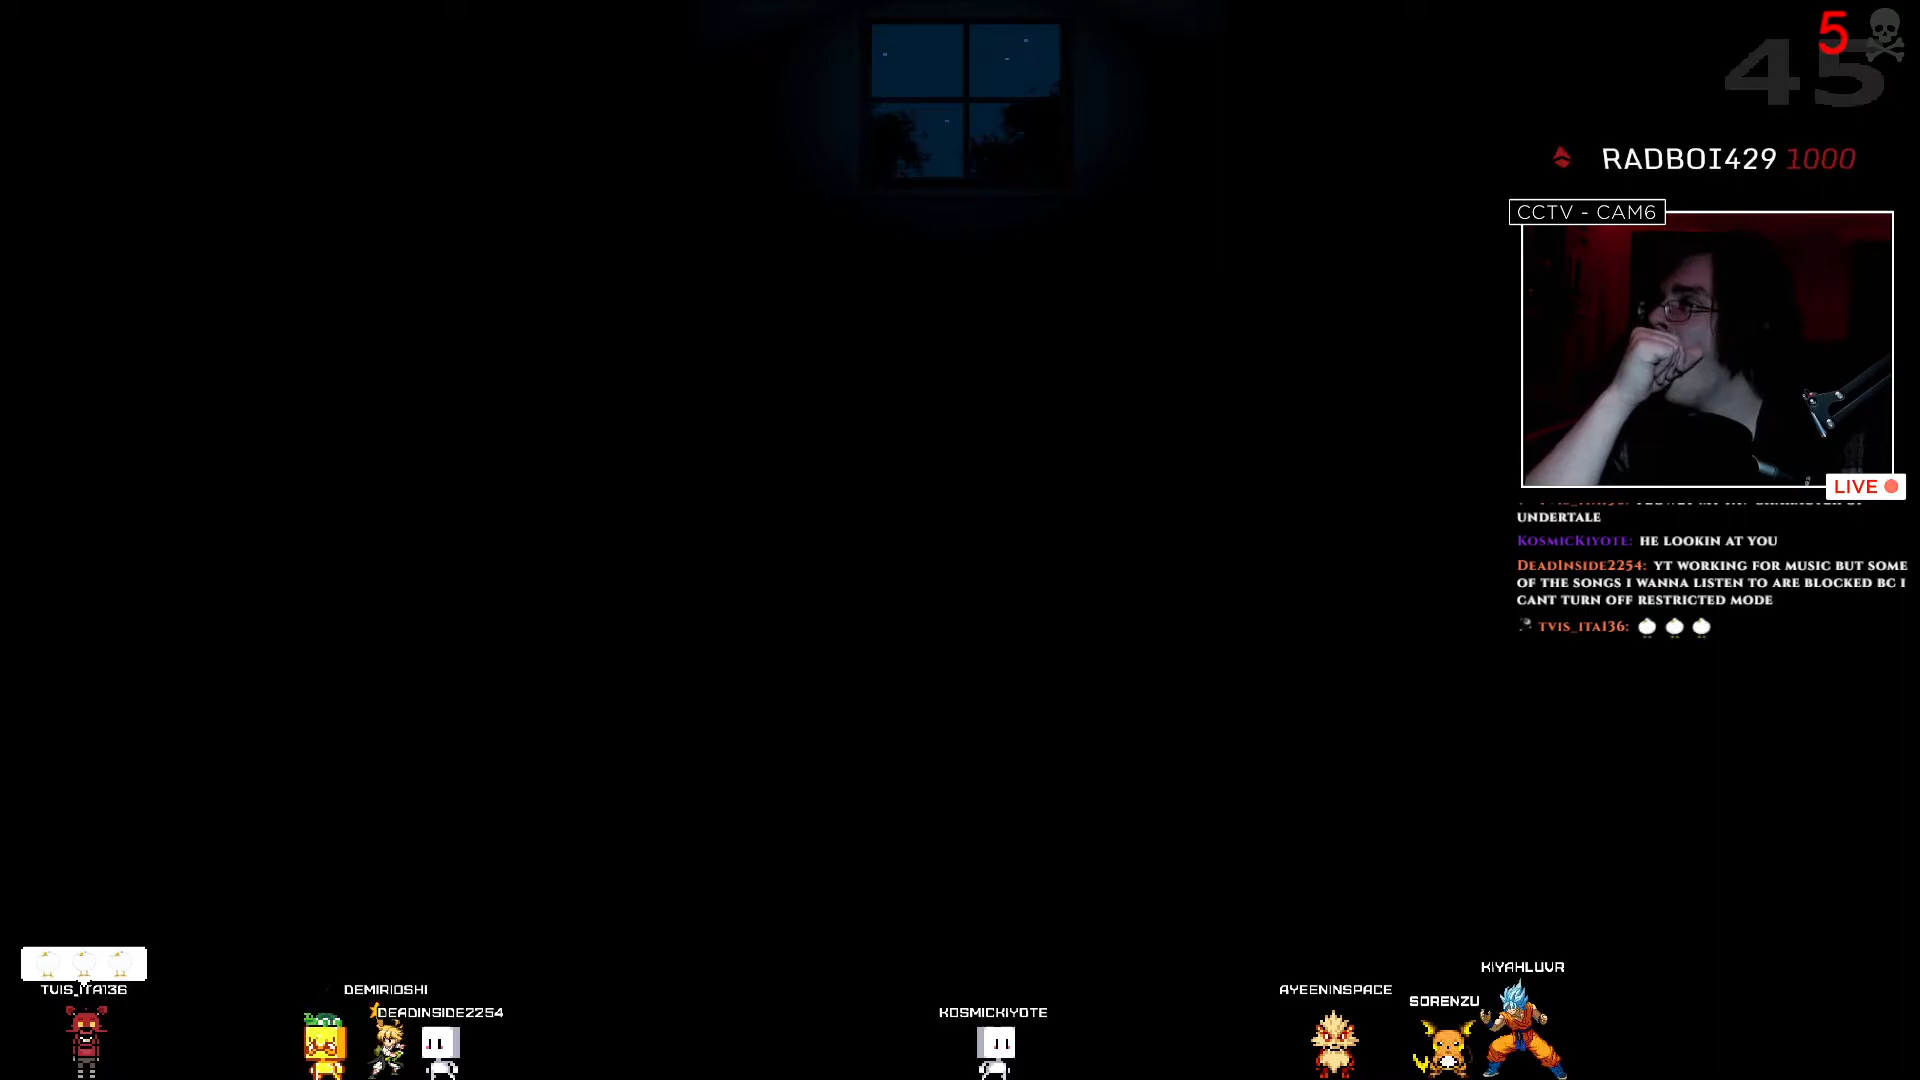 5
45
RADBOI429 1000
CCTV - CAM6
LIVE
UNDERTALE
KOSMICKIYOTE: HE LOOKIN AT YOU
DEADINSIDE2254: YT WORKING FOR MUSIC BUT SOME
OF THE SONGS I WANNA LISTEN TO ARE BLOCKED BC I
CANT TURN OFF RESTRICTED MODE
TVIS_ITA136:
TVIS_ITA136
DEMIRIOSHI
DEADINSIDE2254
KOSMICKIYOTE
AYEENINSPACE
SORENZU
KIYAHLUVR